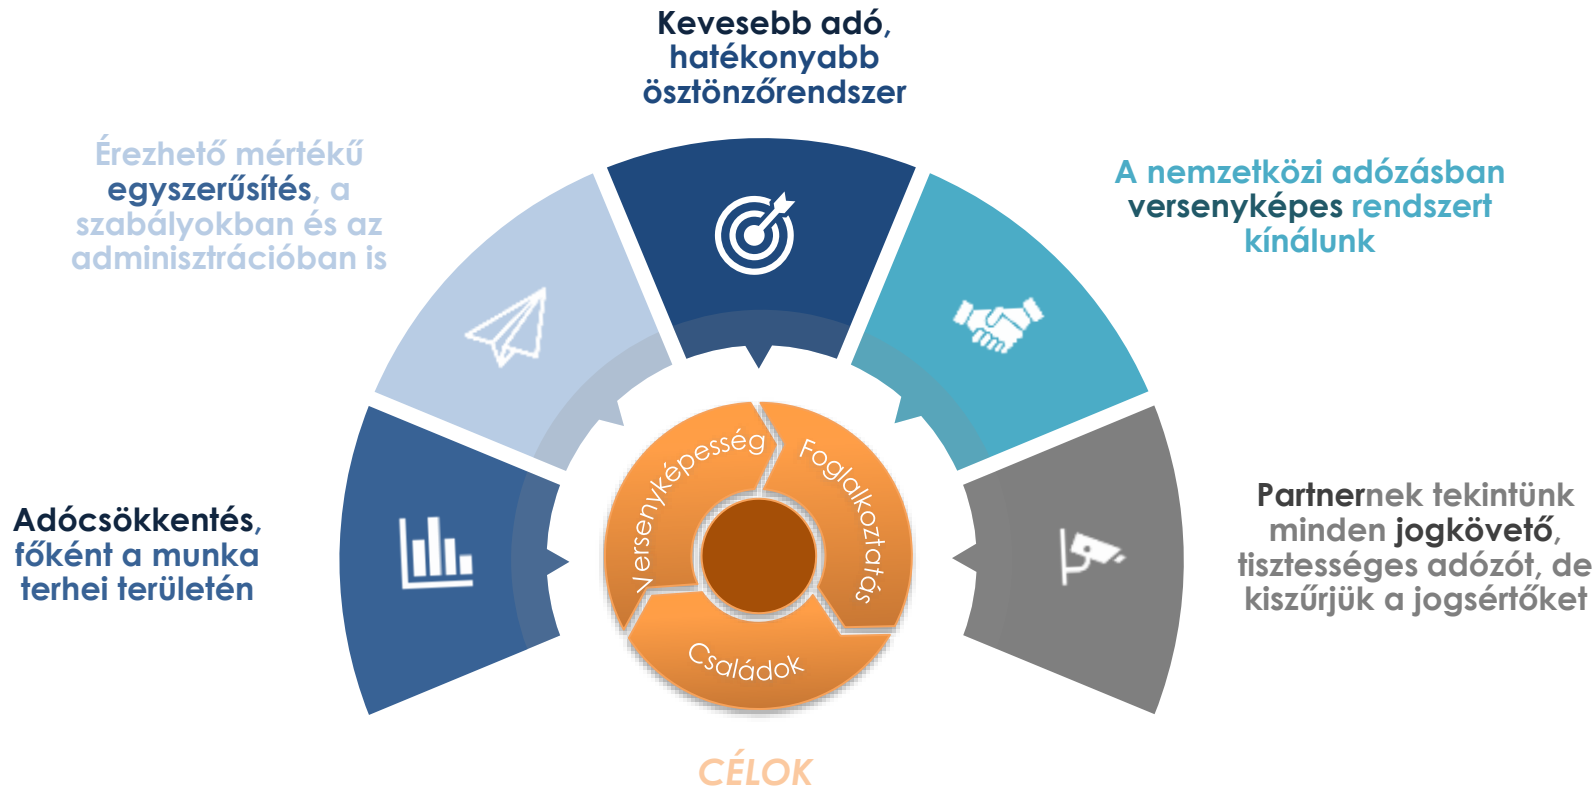 Kevesebb adó,
hatékonyabb
ösztönzőrendszer
Érezhető mértékű
egyszerűsítés, a
szabályokban és az
adminisztrációban is
A nemzetközi adózásban
versenyképes rendszert
kínálunk
Adócsökkentés,
főként a munka
terhei területén
Partnernek tekintünk
minden jogkövető,
tisztességes adózót, de
kiszűrjük a jogsértőket
Versenyképesség
Foglalkoztatás
Családok
CÉLOK